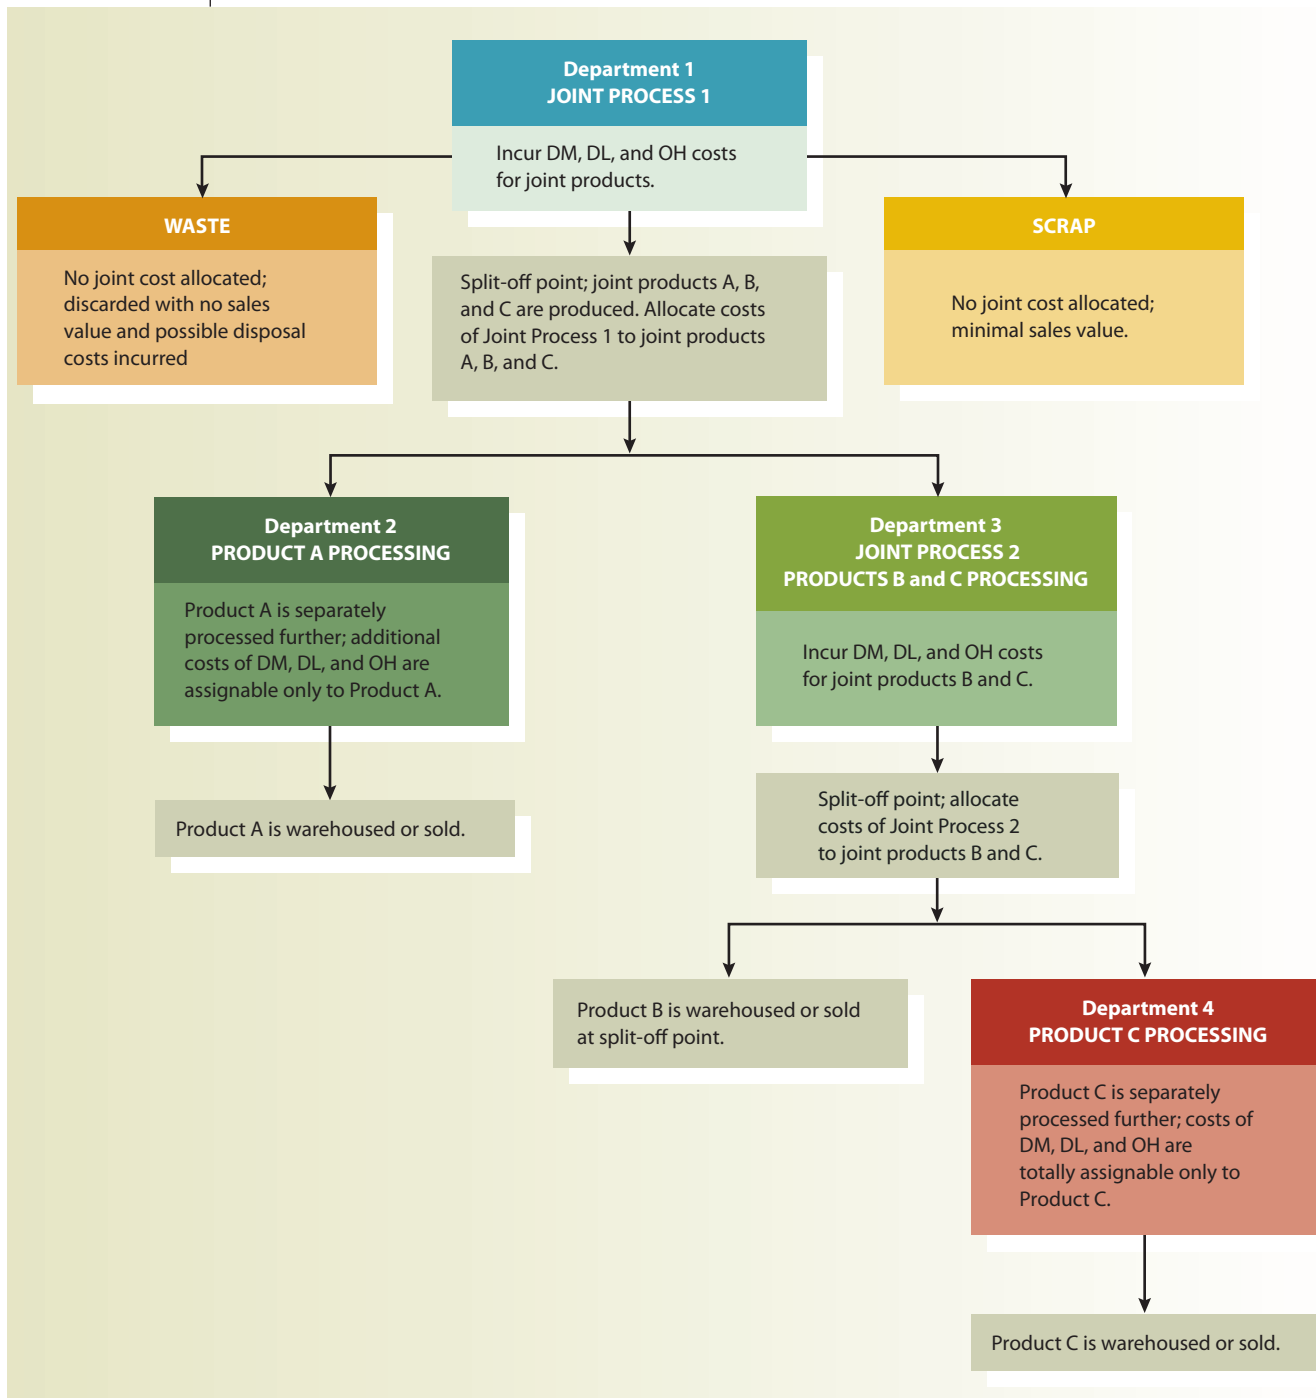 Department 1
JOINT PROCESS 1
Incur DM, DL, and OH costs
for joint products.
WASTE
No joint cost allocated;
discarded with no sales
value and possible disposal
costs incurred
Split-off point; joint products A, B,
and C are produced. Allocate costs
of Joint Process 1 to joint products
A, B, and C.
SCRAP
No joint cost allocated;
minimal sales value.
Department 2
PRODUCT A PROCESSING
Product A is separately
processed further; additional
costs of DM, DL, and OH are
assignable only to Product A.
Product A is warehoused or sold.
Department 3
JOINT PROCESS 2
PRODUCTS B and C PROCESSING
Incur DM, DL, and OH costs
for joint products B and C.
Split-off point; allocate
costs of Joint Process 2
to joint products B and C.
Product B is warehoused or sold
at split-off point.
Department 4
PRODUCT C PROCESSING
Product C is separately
processed further; costs of
DM, DL, and OH are
totally assignable only to
Product C.
Product C is warehoused or sold.